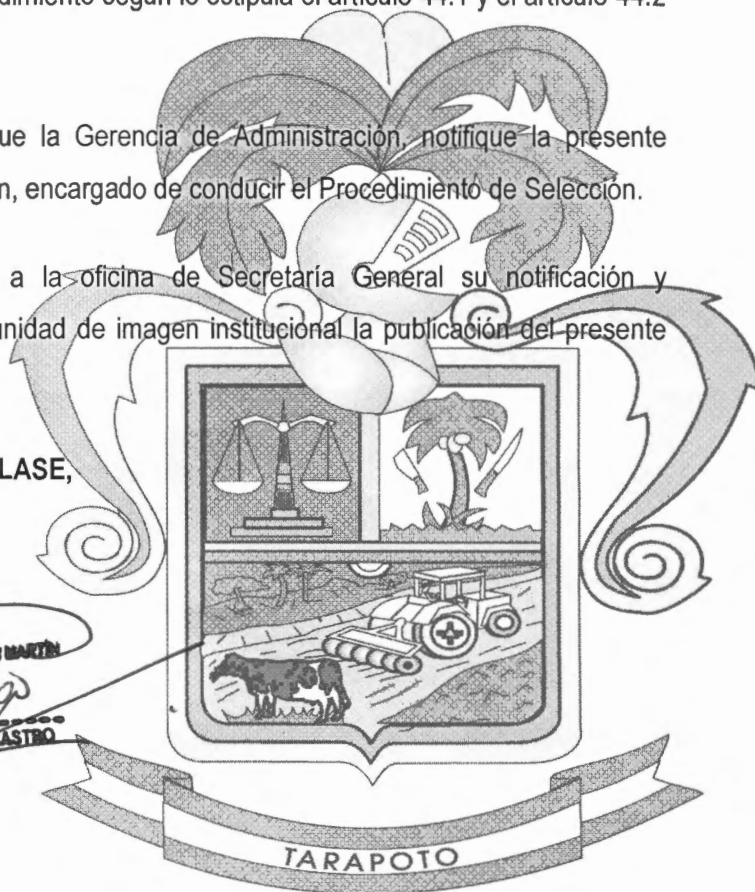 dimiento según lo estipula el artículo 44.1 y el artículo 44.2
ue la Gerencia de Administración, notifique la presente
n, encargado de conducir el Procedimiento de Selección.
a la oficina de Secretaría General su notificación y
unidad de imagen institucional la publicación del presente
LASE,
MARTÍN
ASTRO
TARAPOTO